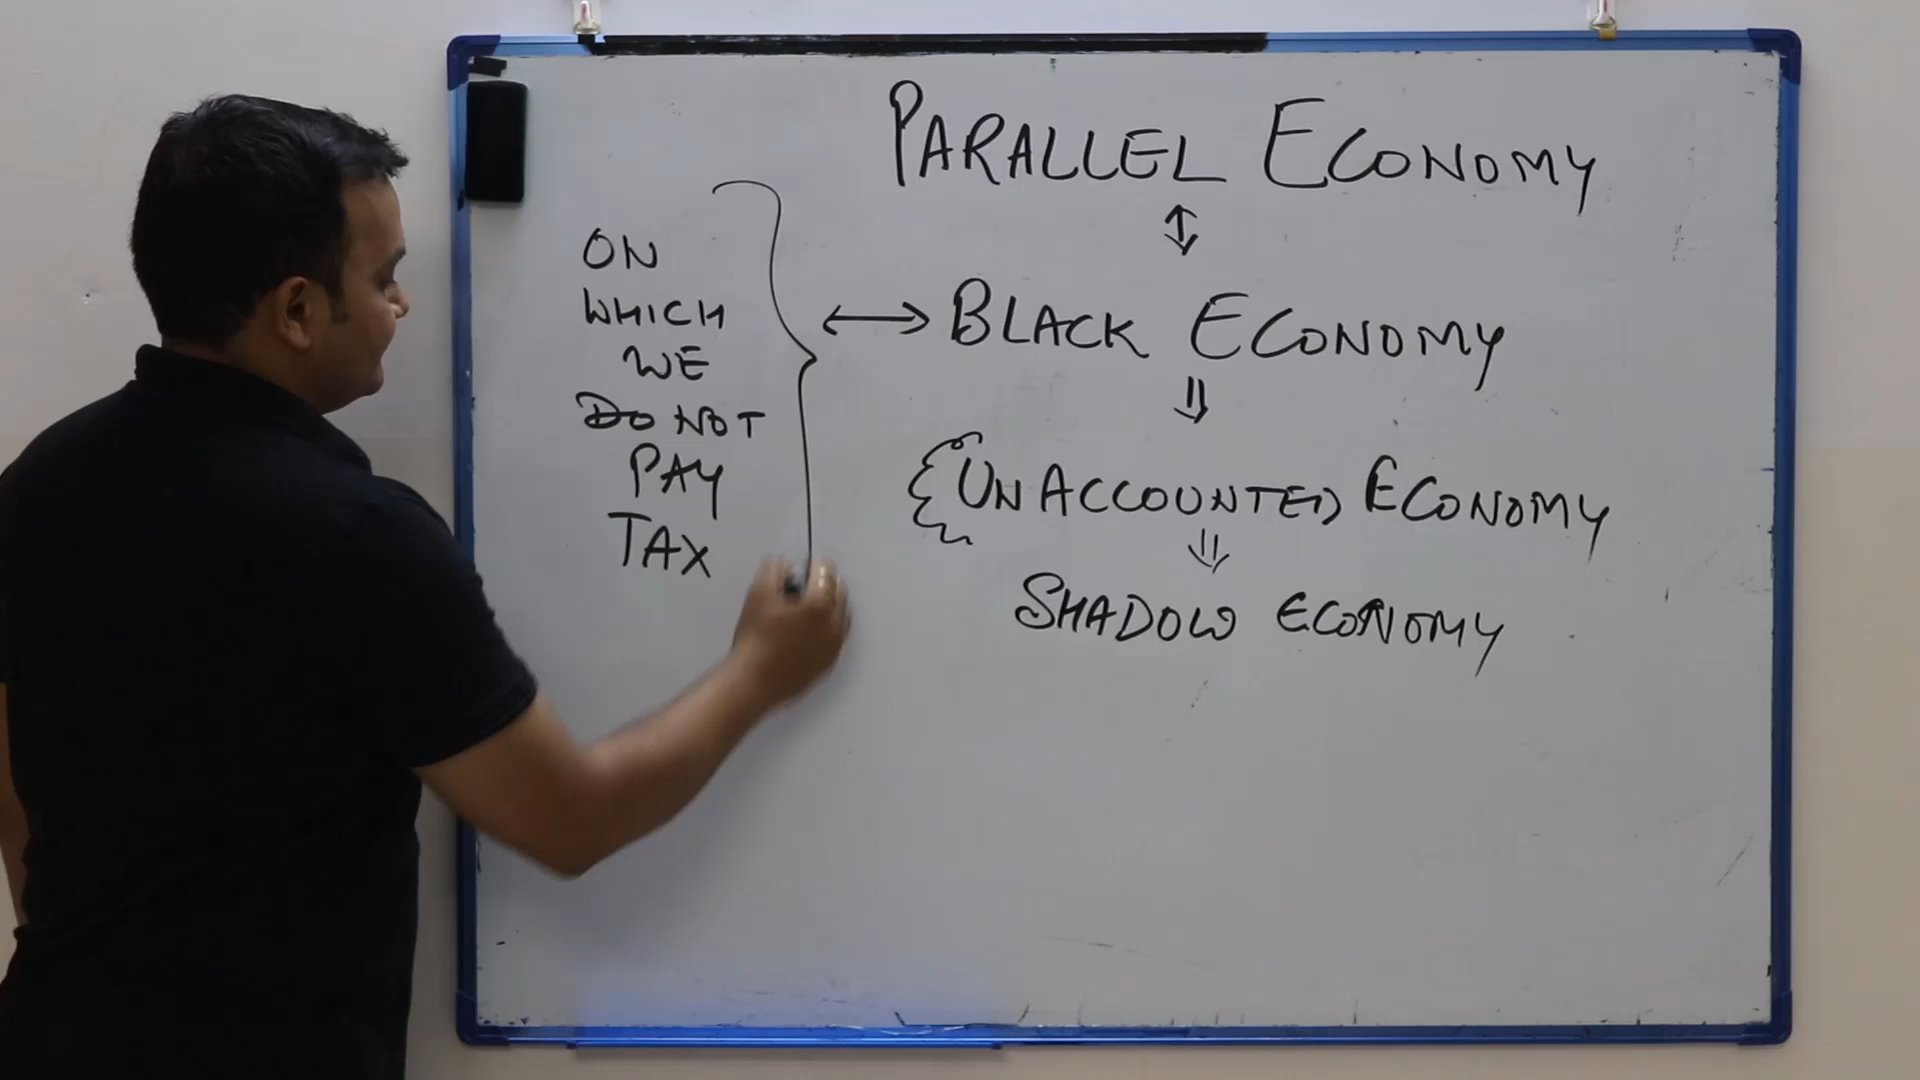 PARALLEL ECONOMY
BLACK ECONOMY
UNACCOUNTED ECONOMY
SHADOW ECONOMY
ON
WHICH
WE
DO NOT
PAY
TAX